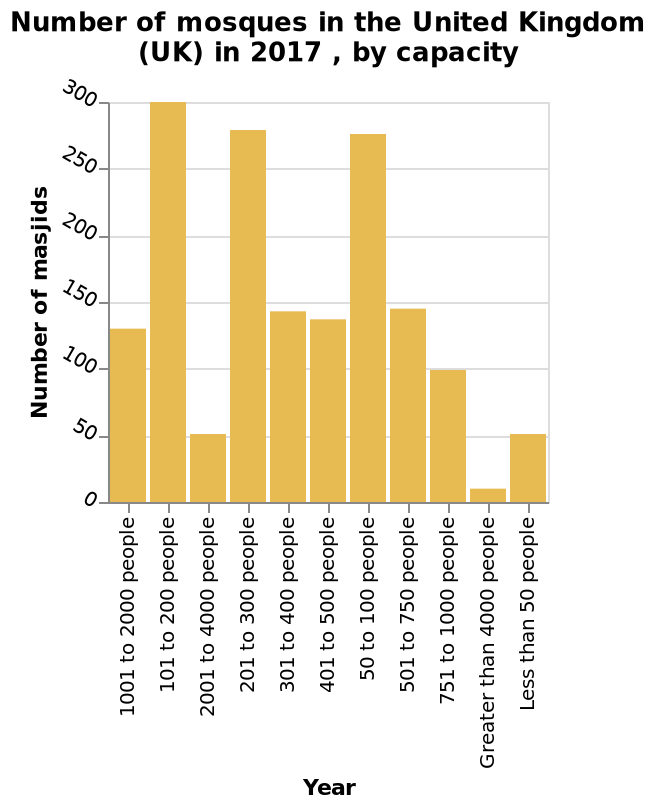 Number of mosques in the United Kingdom
(UK) in 2017 , by capacity
Number of masjids
300
250
200
150
100
50
0
1001 to 2000 people
101 to 200 people
2001 to 4000 people
201 to 300 people
301 to 400 people
401 to 500 people
50 to 100 people
501 to 750 people
751 to 1000 people
Greater than 4000 people
Less than 50 people
Year